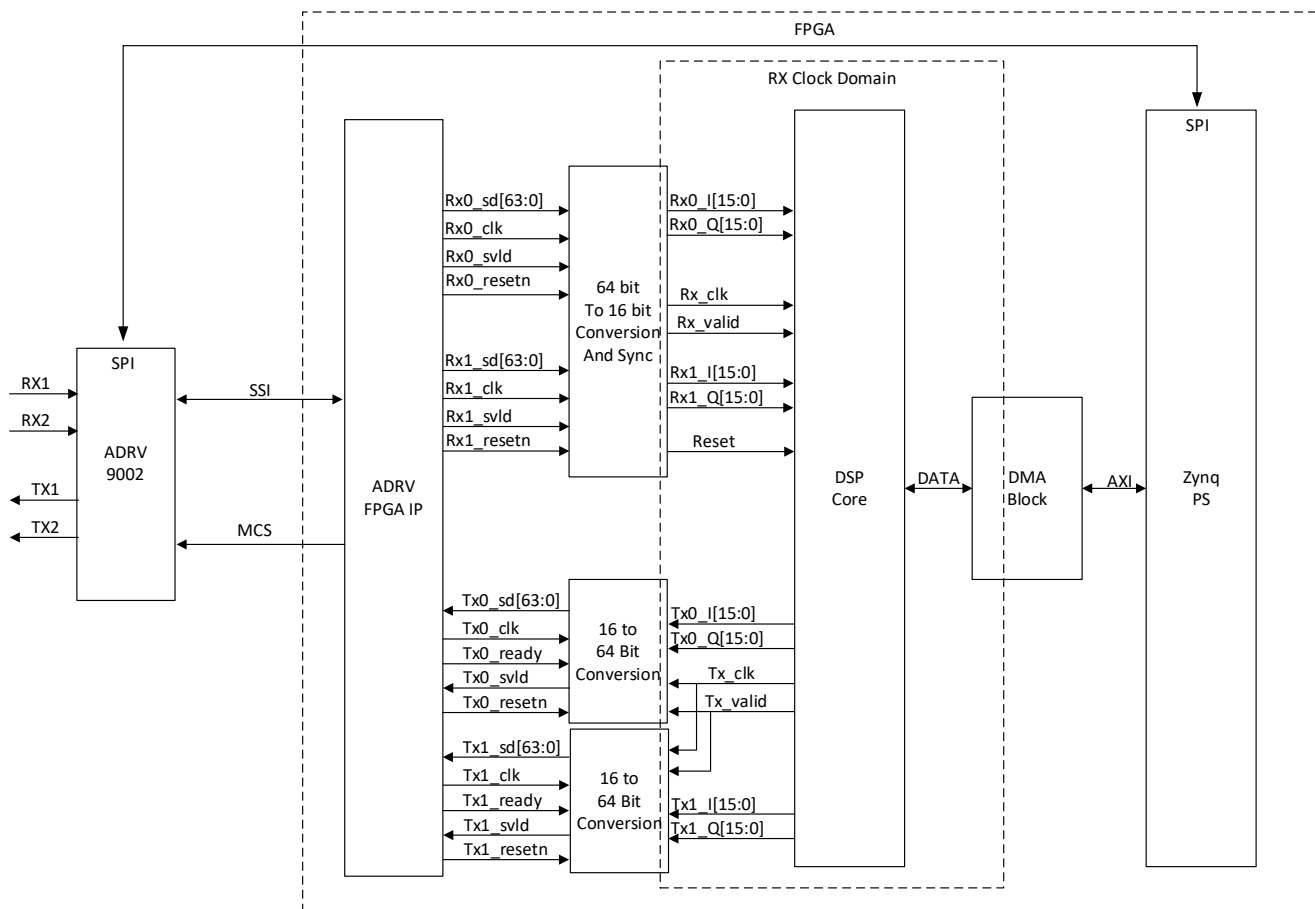 FPGA
RX Clock Domain
SPI
Rx0_sd[63:0]
Rx0_clk
Rx0_svld
Rx0_resetn
Rx1_sd[63:0]
Rx1_clk
Rx1_svld
Rx1_resetn
64 bit
To 16 bit
Conversion
And Sync
Rx0_I[15:0]
Rx0_Q[15:0]
Rx_clk
Rx_valid
Rx1_I[15:0]
Rx1_Q[15:0]
Reset
RX1
RX2
TX1
TX2
SPI
ADRV
9002
SSI
MCS
ADRV
FPGA IP
DSP
Core
DATA
DMA
Block
AXI
Zynq
PS
Tx0_sd[63:0]
Tx0_clk
Tx0_ready
Tx0_svld
Tx0_resetn
16 to
64 Bit
Conversion
Tx0_I[15:0]
Tx0_Q[15:0]
Tx_clk
Tx_valid
Tx1_sd[63:0]
Tx1_clk
Tx1_ready
Tx1_svld
Tx1_resetn
16 to
64 Bit
Conversion
Tx1_I[15:0]
Tx1_Q[15:0]